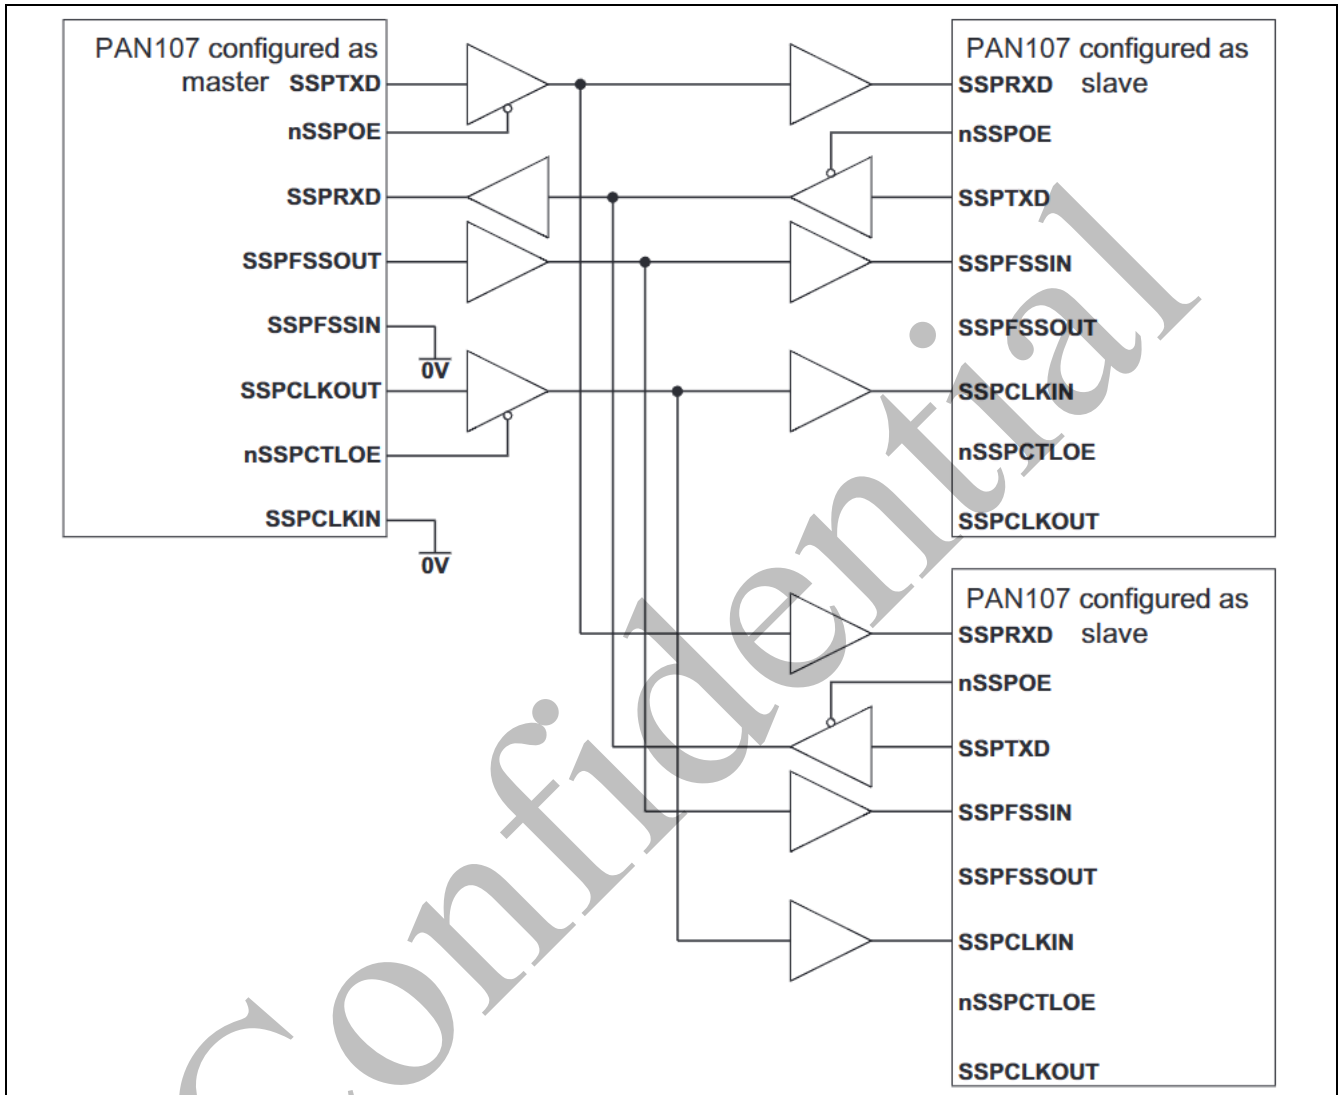 PAN107 configured as
master SSPTXD
nSSPOE
SSPRXD
SSPFSSOUT
SSPFSSIN
0V
SSPCLKOUT
nSSPCTLOE
SSPCLKIN
0V
PAN107 configured as
SSPRXD slave
nSSPOE
SSPTXD
SSPFSSIN
SSPFSSOUT
SSPCLKIN
nSSPCTLOE
SSPCLKOUT
PAN107 configured as
SSPRXD slave
nSSPOE
SSPTXD
SSPFSSIN
SSPFSSOUT
SSPCLKIN
nSSPCTLOE
SSPCLKOUT
Confidential